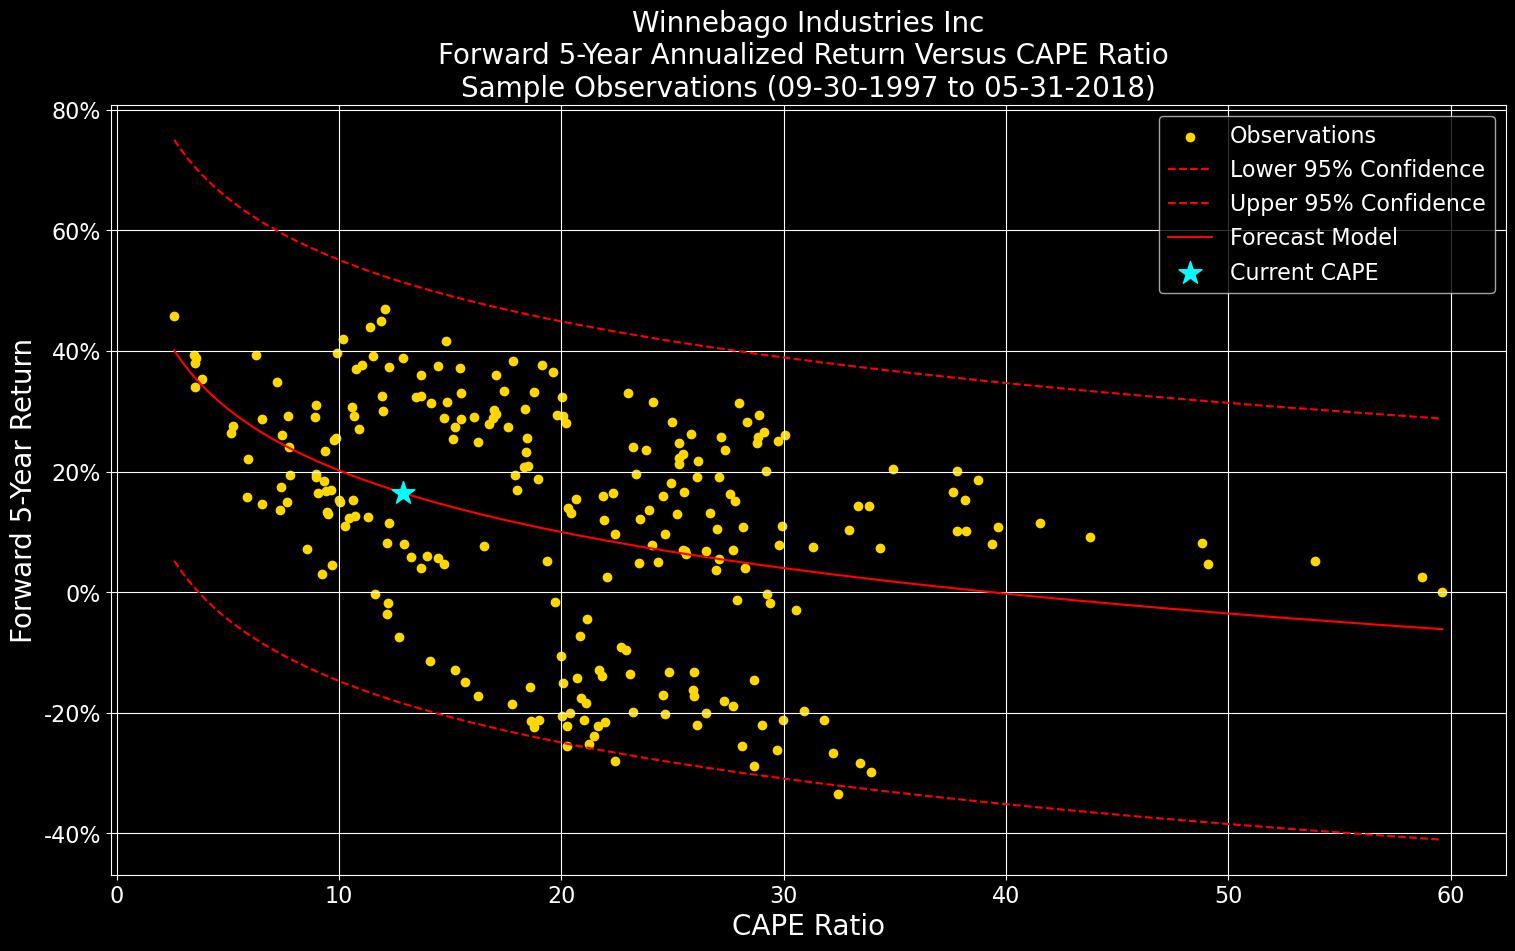 Winnebago Industries Inc
Forward 5-Year Annualized Return Versus CAPE Ratio
Sample Observations (09-30-1997 to 05-31-2018)
Observations
Lower 95% Confidence
Upper 95% Confidence
Forecast Model
Current CAPE
Forward 5-Year Return
80%
60%
40%
20%
0%
-20%
-40%
0 10 20 30 40 50 60
CAPE Ratio